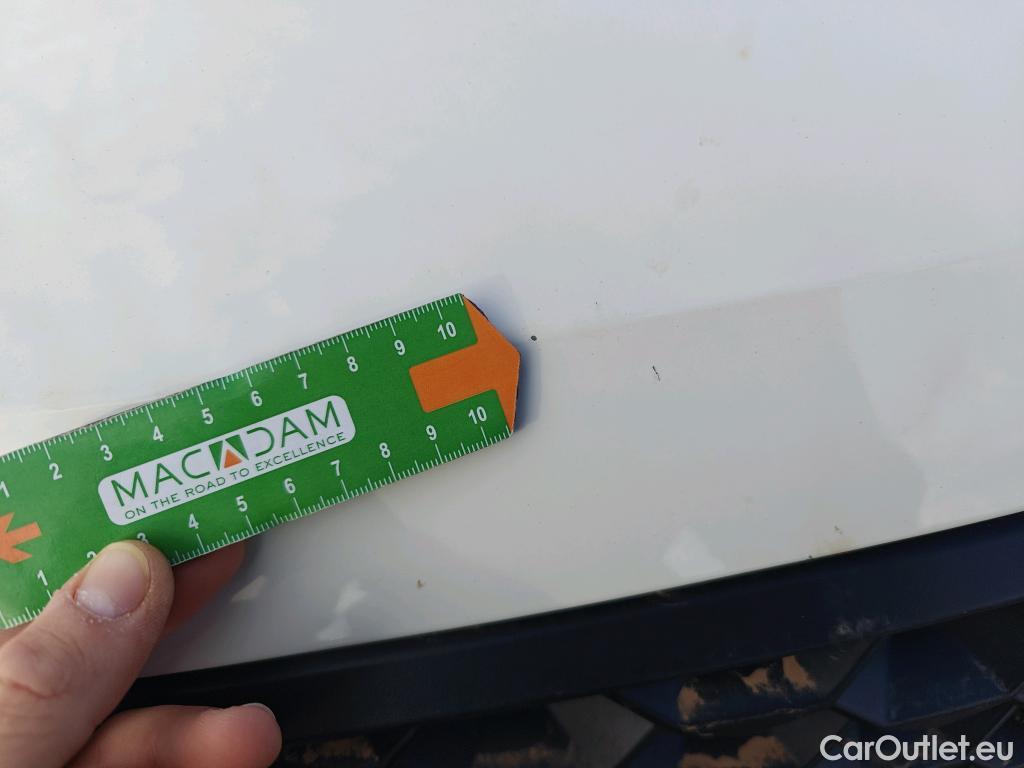 1 2 3 4 5 6 7 8 9 10
MACADAM
ON THE ROAD TO EXCELLENCE
1 2 3 4 5 6 7 8 9 10
CarOutlet.eu